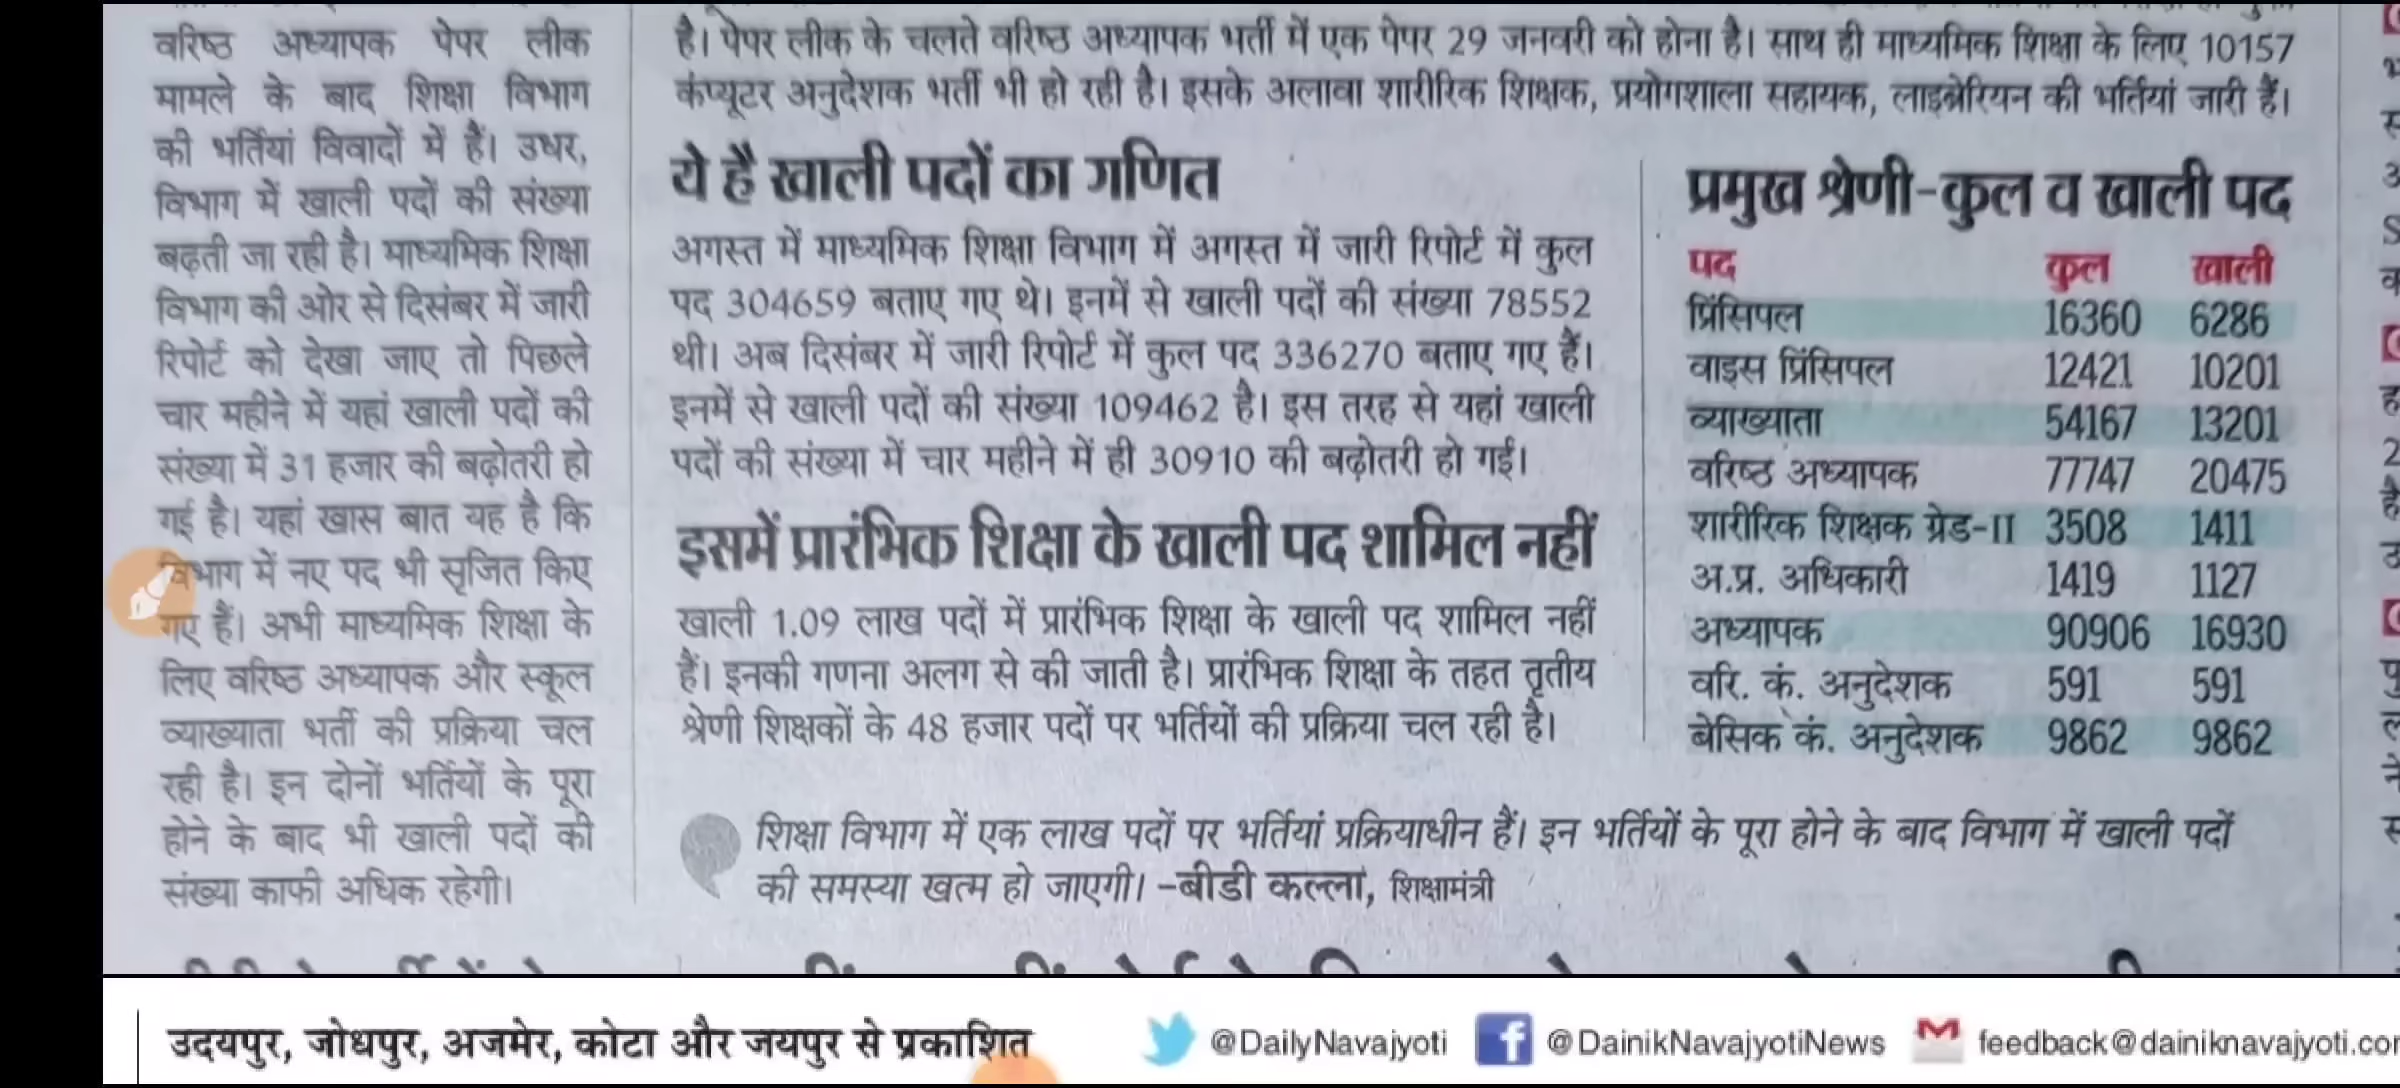 वरिष्ठ अध्यापक पेपर लीक
मामले के बाद शिक्षा विभाग
की भर्तियां विवादों में हैं। उधर,
विभाग में खाली पदों की संख्या
बढ़ती जा रही है। माध्यमिक शिक्षा
विभाग की ओर से दिसंबर में जारी
रिपोर्ट को देखा जाए तो पिछले
चार महीने में यहां खाली पदों की
संख्या में 31 हजार की बढ़ोतरी हो
गई है। यहां खास बात यह है कि
विभाग में नए पद भी सृजित किए
गए हैं। अभी माध्यमिक शिक्षा के
लिए वरिष्ठ अध्यापक और स्कूल
व्याख्याता भर्ती की प्रक्रिया चल
रही है। इन दोनों भर्तियों के पूरा
होने के बाद भी खाली पदों की
संख्या काफी अधिक रहेगी।
है। पेपर लीक के चलते वरिष्ठ अध्यापक भर्ती में एक पेपर 29 जनवरी को होना है। साथ ही माध्यमिक शिक्षा के लिए 10157
कंप्यूटर अनुदेशक भर्ती भी हो रही है। इसके अलावा शारीरिक शिक्षक, प्रयोगशाला सहायक, लाइब्रेरियन की भर्तियां जारी हैं।
ये है खाली पदों का गणित
अगस्त में माध्यमिक शिक्षा विभाग में अगस्त में जारी रिपोर्ट में कुल
पद 304659 बताए गए थे। इनमें से खाली पदों की संख्या 78552
थी। अब दिसंबर में जारी रिपोर्ट में कुल पद 336270 बताए गए हैं।
इनमें से खाली पदों की संख्या 109462 है। इस तरह से यहां खाली
पदों की संख्या में चार महीने में ही 30910 की बढ़ोतरी हो गई।
इसमें प्रारंभिक शिक्षा के खाली पद शामिल नहीं
खाली 1.09 लाख पदों में प्रारंभिक शिक्षा के खाली पद शामिल नहीं
हैं। इनकी गणना अलग से की जाती है। प्रारंभिक शिक्षा के तहत तृतीय
श्रेणी शिक्षकों के 48 हजार पदों पर भर्तियों की प्रक्रिया चल रही है।
प्रमुख श्रेणी-कुल व खाली पद
पद कुल खाली
प्रिंसिपल 16360 6286
वाइस प्रिंसिपल 12421 10201
व्याख्याता 54167 13201
वरिष्ठ अध्यापक 77747 20475
शारीरिक शिक्षक ग्रेड-II 3508 1411
अ.प्र. अधिकारी 1419 1127
अध्यापक 90906 16930
वरि. कं. अनुदेशक 591 591
बेसिक कं. अनुदेशक 9862 9862
शिक्षा विभाग में एक लाख पदों पर भर्तियां प्रक्रियाधीन हैं। इन भर्तियों के पूरा होने के बाद विभाग में खाली पदों
की समस्या खत्म हो जाएगी। -बीडी कल्ला, शिक्षामंत्री
उदयपुर, जोधपुर, अजमेर, कोटा और जयपुर से प्रकाशित
@DailyNavajyoti
@DainikNavajyotiNews
feedback@dainiknavajyoti.cor